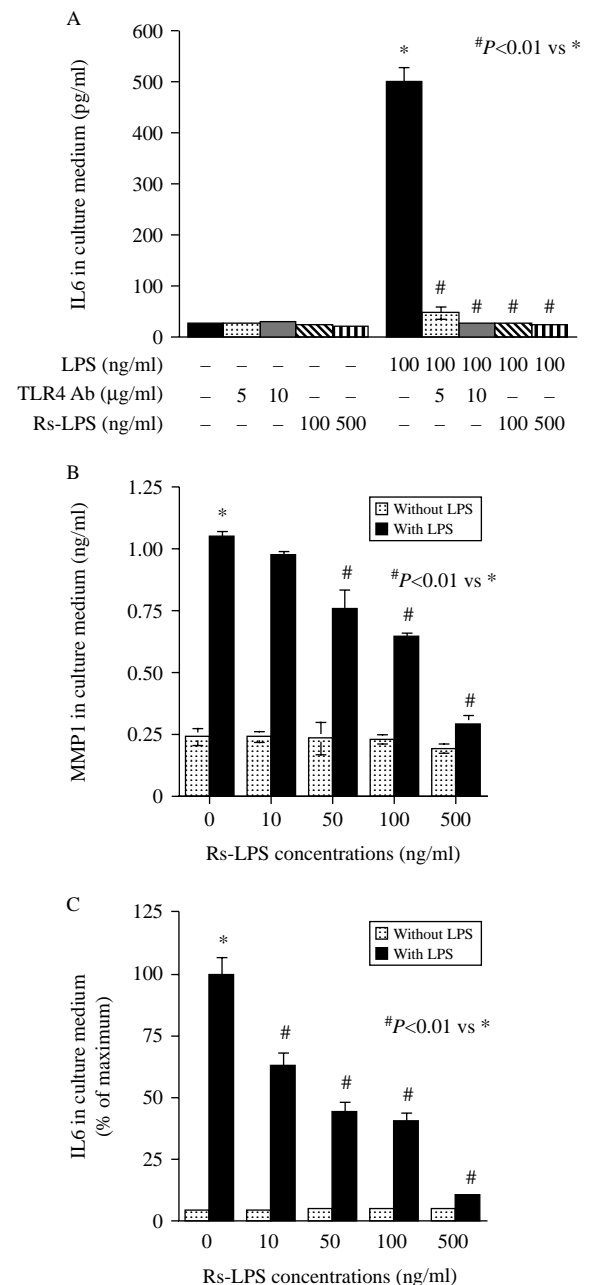 A
600
500
400
300
200
100
0
IL6 in culture medium (pg/ml)
*
#P<0.01 vs *
# # # #
LPS (ng/ml) – – – – – 100 100 100 100 100
TLR4 Ab (μg/ml) – 5 10 – – – 5 10 – –
Rs-LPS (ng/ml) – – – 100 500 – – – 100 500
B
1.25
1.00
0.75
0.50
0.25
0
MMP1 in culture medium (ng/ml)
*
Without LPS
With LPS
#P<0.01 vs *
# # #
0 10 50 100 500
Rs-LPS concentrations (ng/ml)
C
125
100
75
50
25
0
IL6 in culture medium
(% of maximum)
*
Without LPS
With LPS
#P<0.01 vs *
# # # #
0 10 50 100 500
Rs-LPS concentrations (ng/ml)